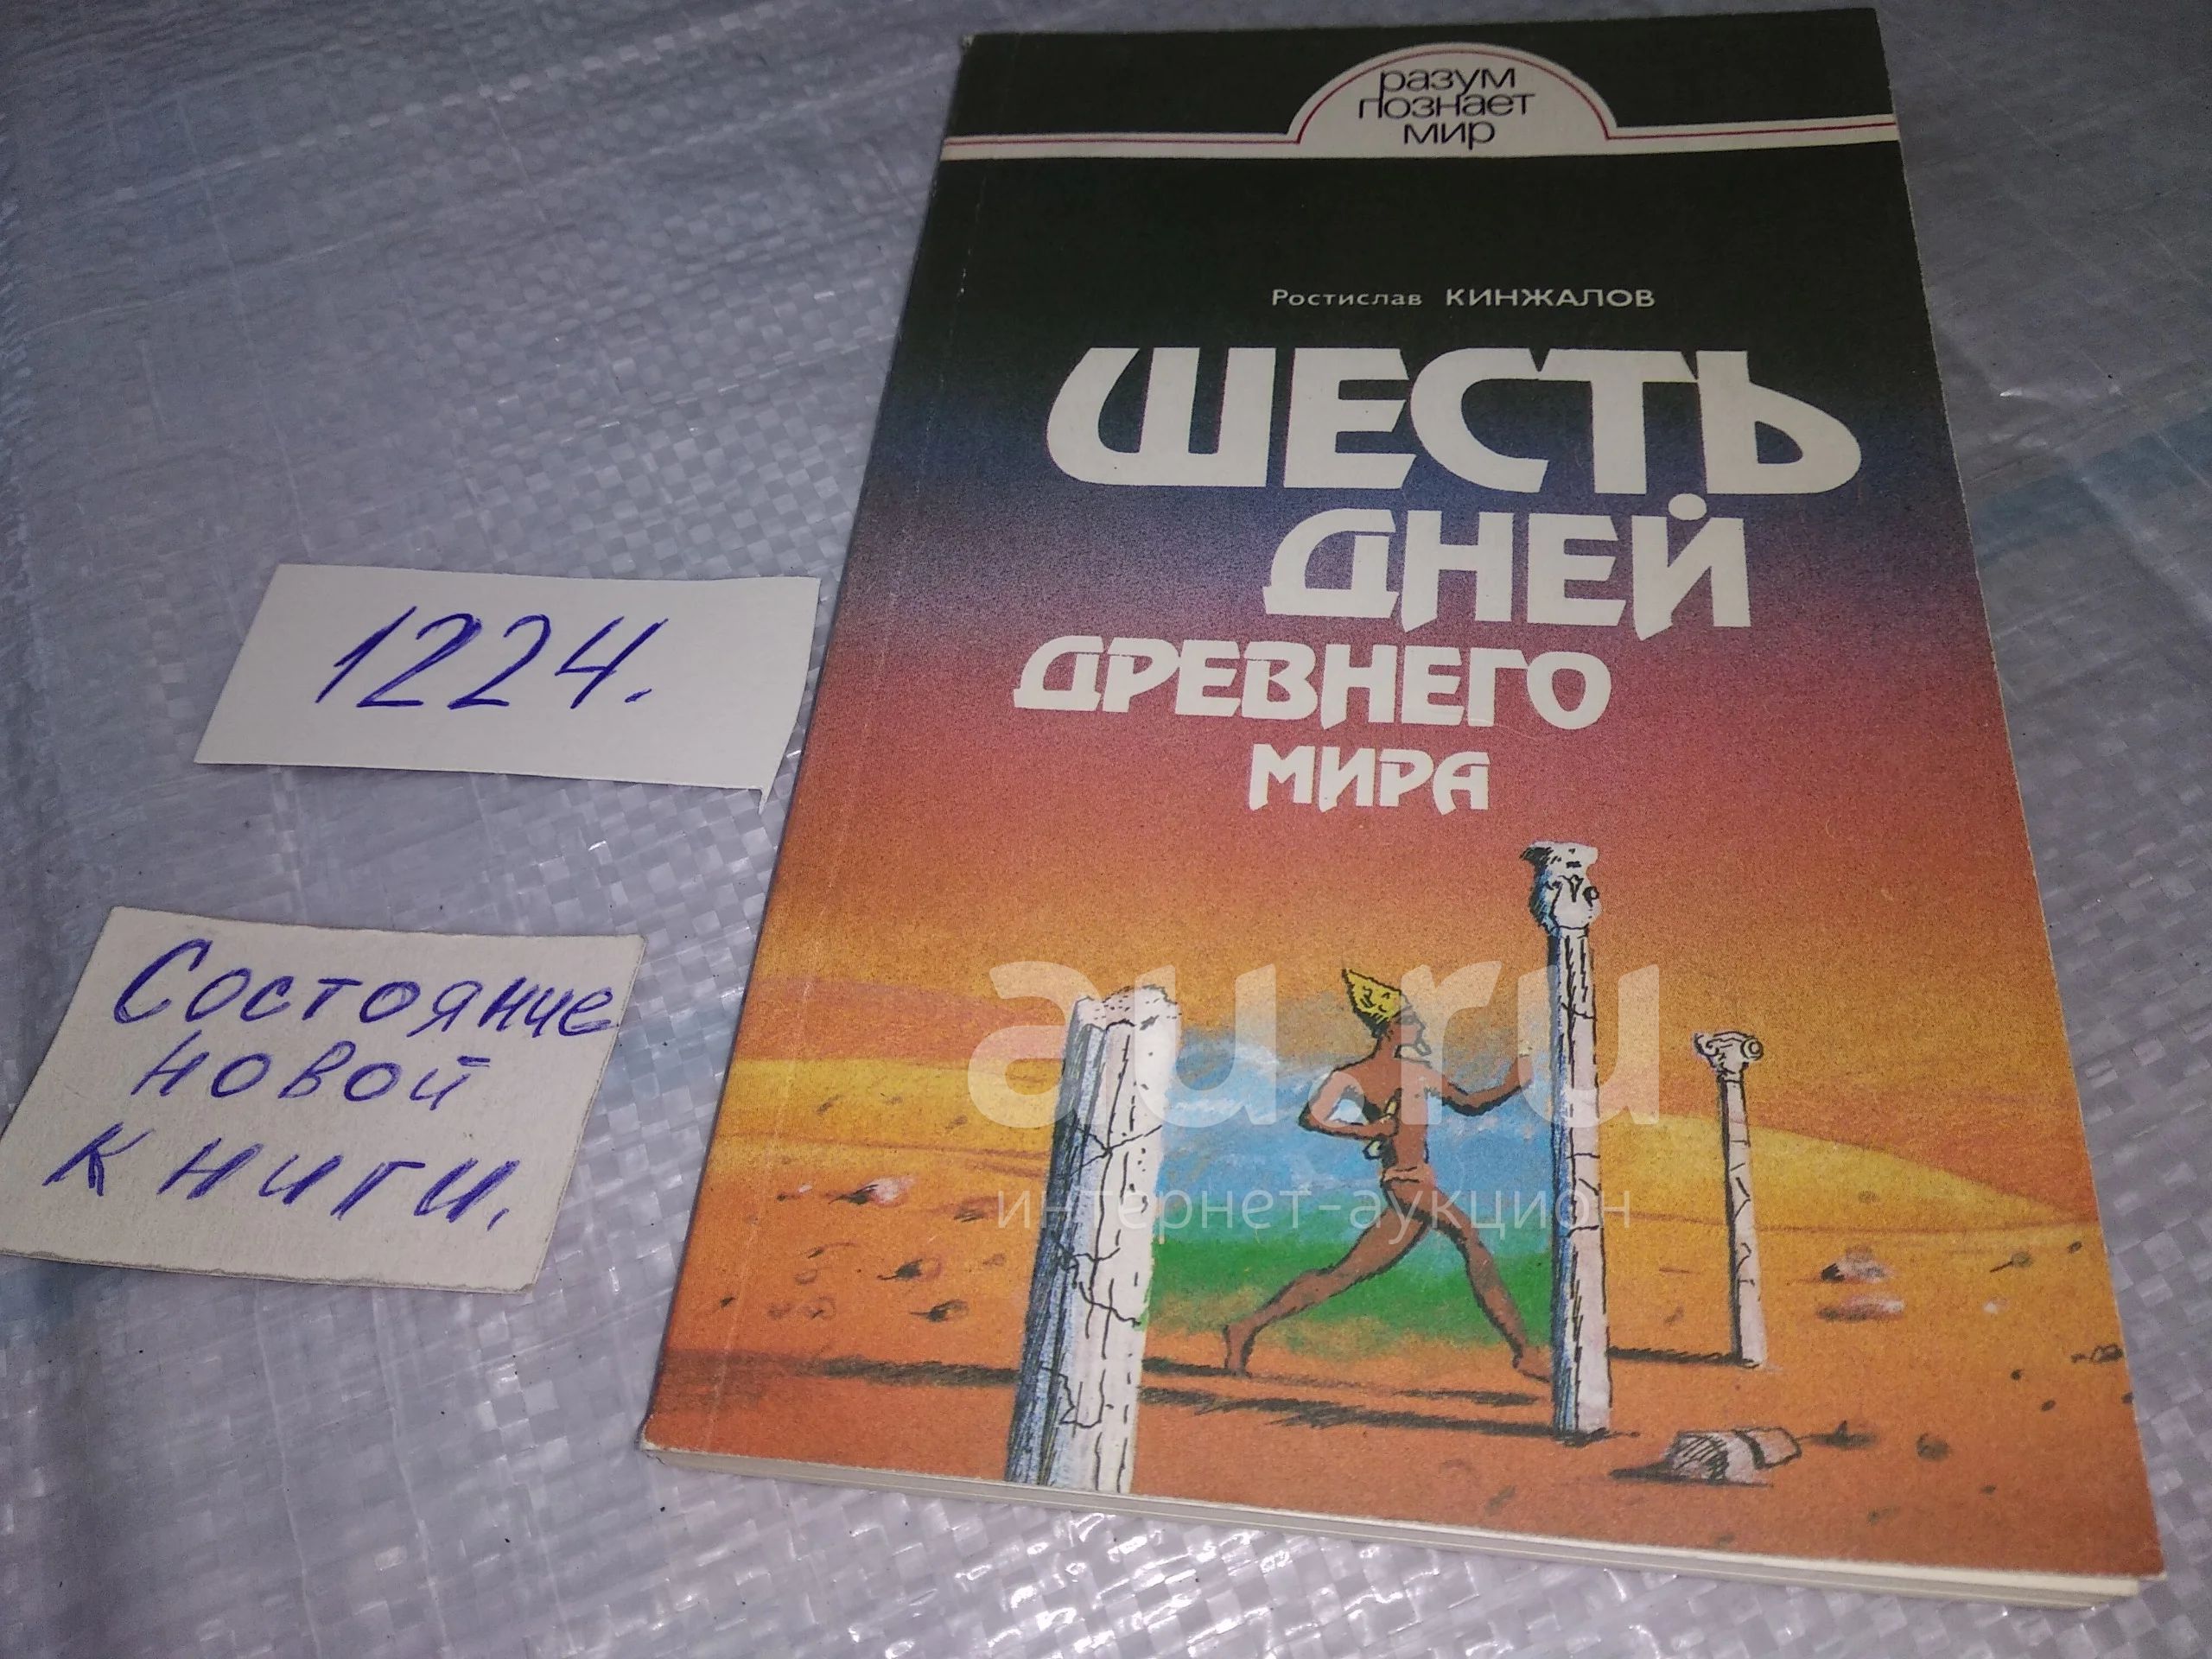 разум
познает
мир
Ростислав КИНЖАЛОВ
ШЕСТЬ
ДНЕЙ
ДРЕВНЕГО
МИРА
1224.
Состояние
новой
книги.
au.ru
интернет-аукцион